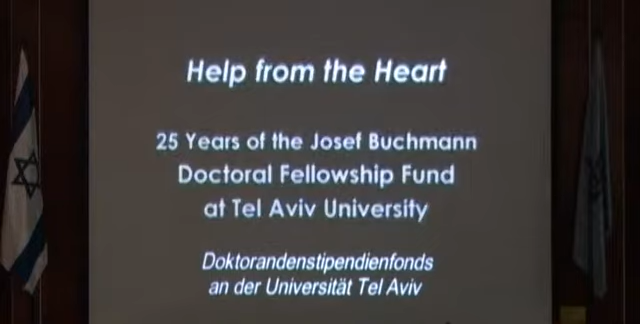 Help from the Heart
25 Years of the Josef Buchmann
Doctoral Fellowship Fund
at Tel Aviv University
Doktorandenstipendienfonds
an der Universität Tel Aviv